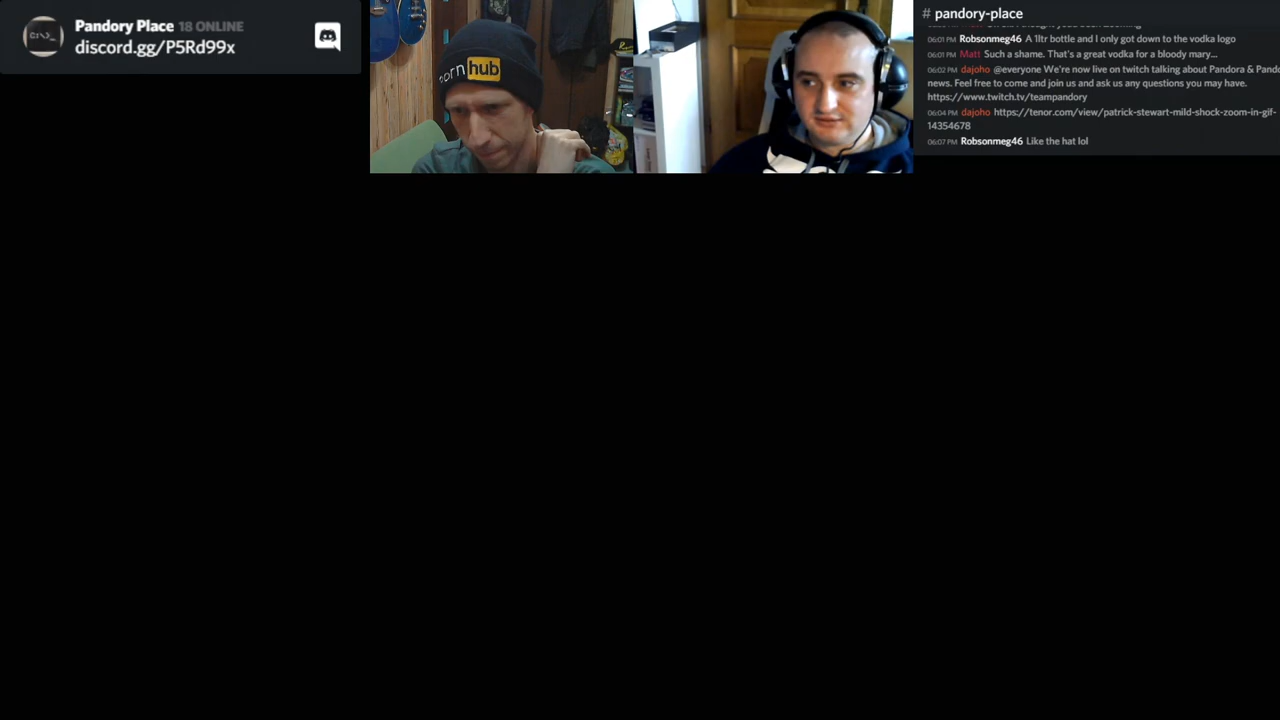 Pandory Place 18 ONLINE
discord.gg/P5Rd99x
hub
# pandory-place
06:01 PM Robsonmeg46 A 1ltr bottle and I only got down to the vodka logo
06:01 PM Matt Such a shame. That's a great vodka for a bloody mary...
06:02 PM dajoho @everyone We're now live on twitch talking about Pandora & Pand
news. Feel free to come and join us and ask us any questions you may have.
https://www.twitch.tv/teampandory
06:04 PM dajoho https://tenor.com/view/patrick-stewart-mild-shock-zoom-in-gif-
14354678
06:07 PM Robsonmeg46 Like the hat lol